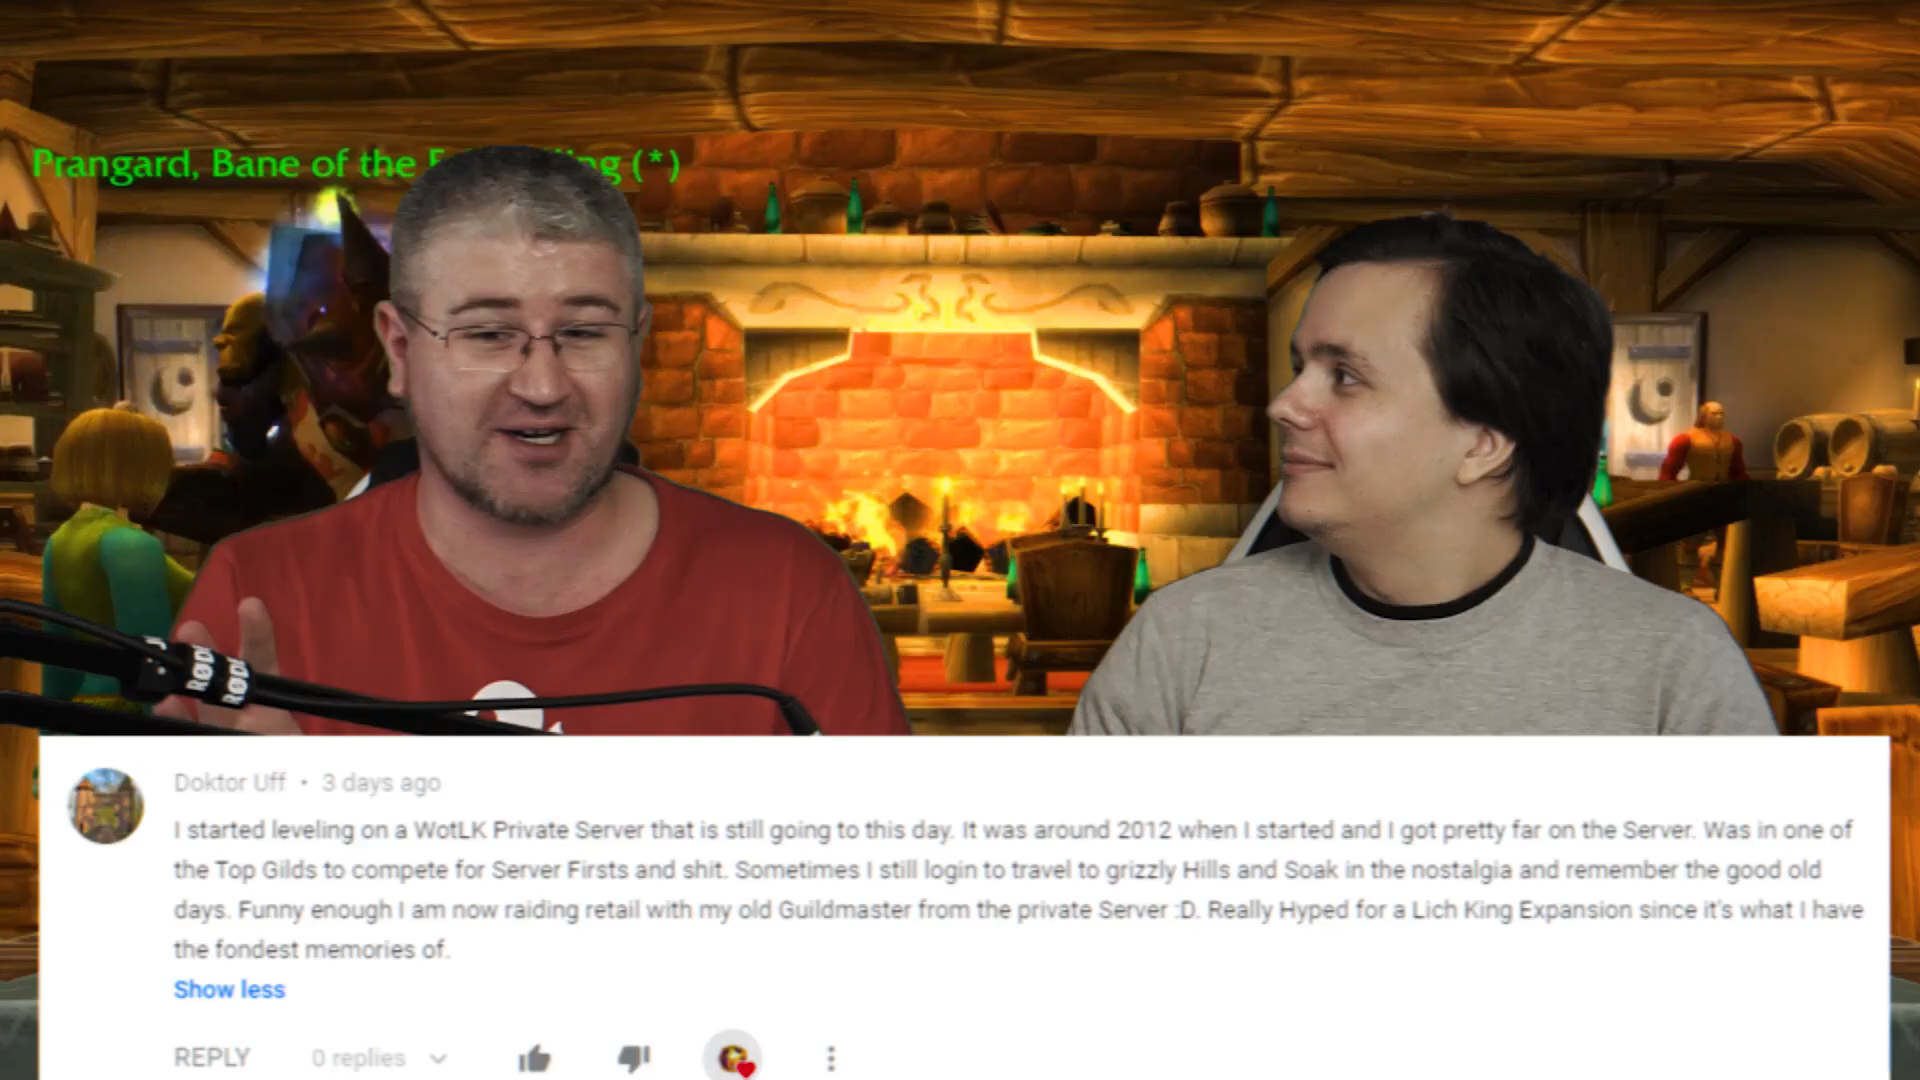 Prangard, Bane of the
(*)
RØDE
RØDE
Doktor Uff • 3 days ago
I started leveling on a WotLK Private Server that is still going to this day. It was around 2012 when I started and I got pretty far on the Server. Was in one of
the Top Gilds to compete for Server Firsts and shit. Sometimes I still login to travel to grizzly Hills and Soak in the nostalgia and remember the good old
days. Funny enough I am now raiding retail with my old Guildmaster from the private Server :D. Really Hyped for a Lich King Expansion since it's what I have
the fondest memories of.
Show less
REPLY 0 replies